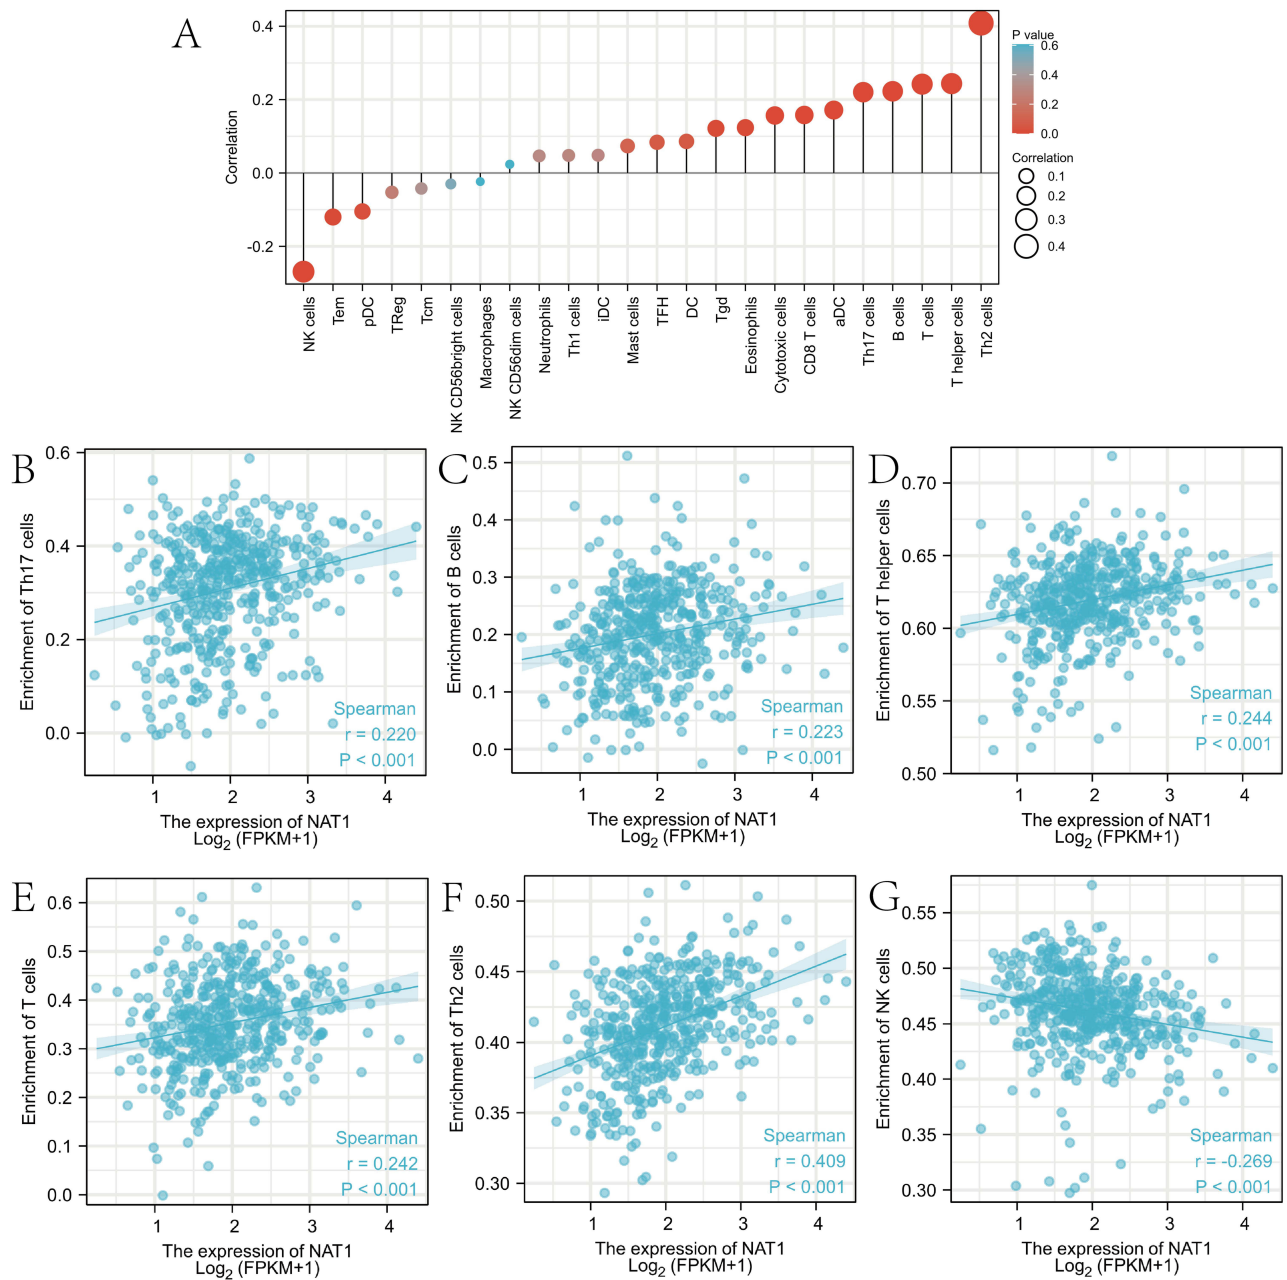 A
Correlation
0.4
0.2
0.0
-0.2
NK cells
Tem
pDC
TReg
Tcm
NK CD56bright cells
Macrophages
NK CD56dim cells
Neutrophils
Th1 cells
iDC
Mast cells
TFH
DC
Tgd
Eosinophils
Cytotoxic cells
CD8 T cells
aDC
Th17 cells
B cells
T cells
T helper cells
Th2 cells
P value
0.6
0.4
0.2
0.0
Correlation
0.1
0.2
0.3
0.4
B
Enrichment of Th17 cells
0.6
0.4
0.2
0.0
Spearman
r = 0.220
P < 0.001
1 2 3 4
The expression of NAT1
Log2 (FPKM+1)
C
Enrichment of B cells
0.5
0.4
0.3
0.2
0.1
0.0
Spearman
r = 0.223
P < 0.001
1 2 3 4
The expression of NAT1
Log2 (FPKM+1)
D
Enrichment of T helper cells
0.70
0.65
0.60
0.55
0.50
Spearman
r = 0.244
P < 0.001
1 2 3 4
The expression of NAT1
Log2 (FPKM+1)
E
Enrichment of T cells
0.6
0.5
0.4
0.3
0.2
0.1
0.0
Spearman
r = 0.242
P < 0.001
1 2 3 4
The expression of NAT1
Log2 (FPKM+1)
F
Enrichment of Th2 cells
0.50
0.45
0.40
0.35
0.30
Spearman
r = 0.409
P < 0.001
1 2 3 4
The expression of NAT1
Log2 (FPKM+1)
G
Enrichment of NK cells
0.55
0.50
0.45
0.40
0.35
0.30
Spearman
r = -0.269
P < 0.001
1 2 3 4
The expression of NAT1
Log2 (FPKM+1)